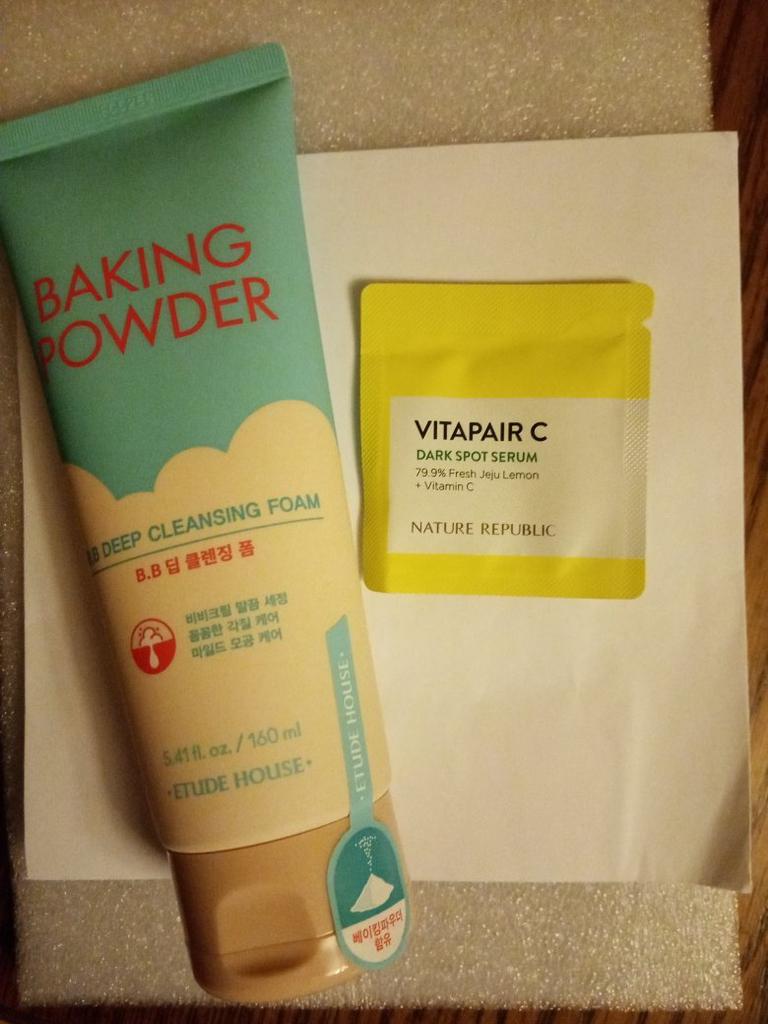 BAKING
POWDER
B.B DEEP CLEANSING FOAM
B.B 딥 클렌징 폼
비비크림 말끔 세정
꼼꼼한 각질 케어
마일드 모공 케어
5.41 fl. oz. / 160 ml
·ETUDE HOUSE·
·ETUDE HOUSE·
베이킹파우더
함유
VITAPAIR C
DARK SPOT SERUM
79.9% Fresh Jeju Lemon
+ Vitamin C
NATURE REPUBLIC